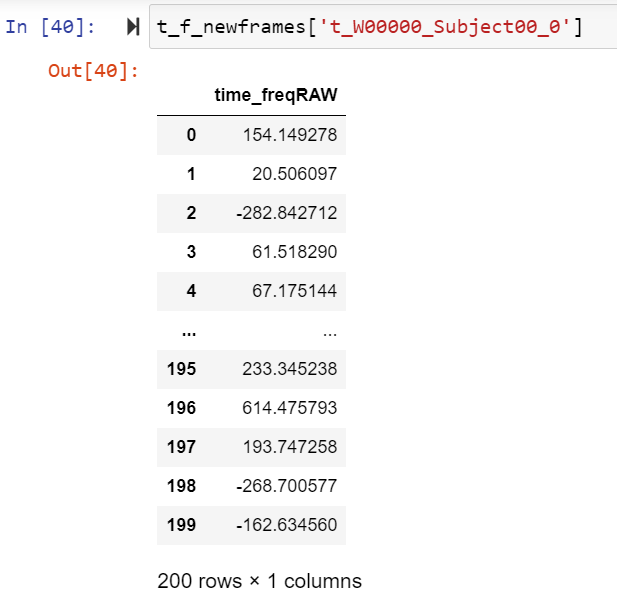 In [40]: t_f_newframes['t_W00000_Subject00_0']
Out[40]:
time_freqRAW
0 154.149278
1 20.506097
2 -282.842712
3 61.518290
4 67.175144
... ...
195 233.345238
196 614.475793
197 193.747258
198 -268.700577
199 -162.634560
200 rows × 1 columns